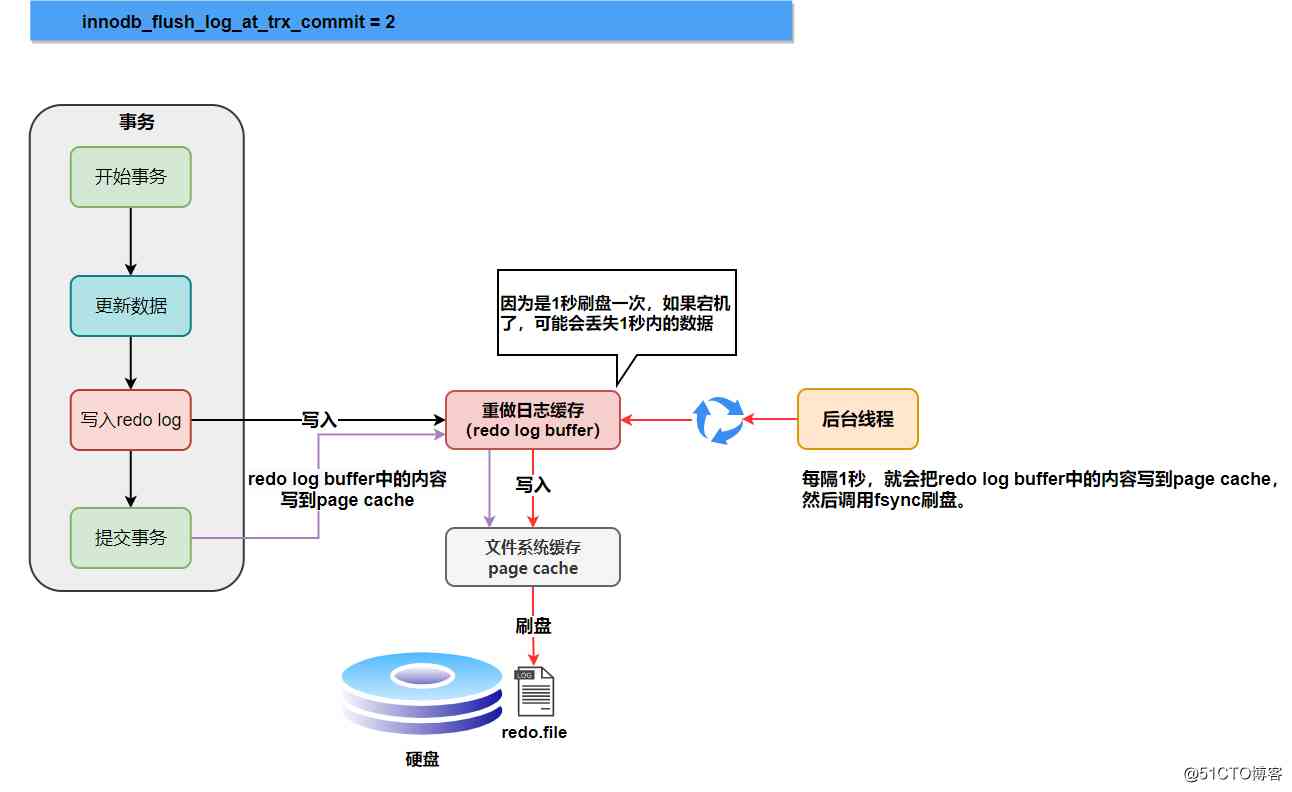 innodb_flush_log_at_trx_commit = 2
事务
开始事务
更新数据
写入redo log
提交事务
写入
redo log buffer中的内容
写到page cache
因为是1秒刷盘一次，如果宕机
了，可能会丢失1秒内的数据
重做日志缓存
（redo log buffer）
写入
文件系统缓存
page cache
刷盘
LOG
redo.file
硬盘
后台线程
每隔1秒，就会把redo log buffer中的内容写到page cache，
然后调用fsync刷盘。
@51CTO博客